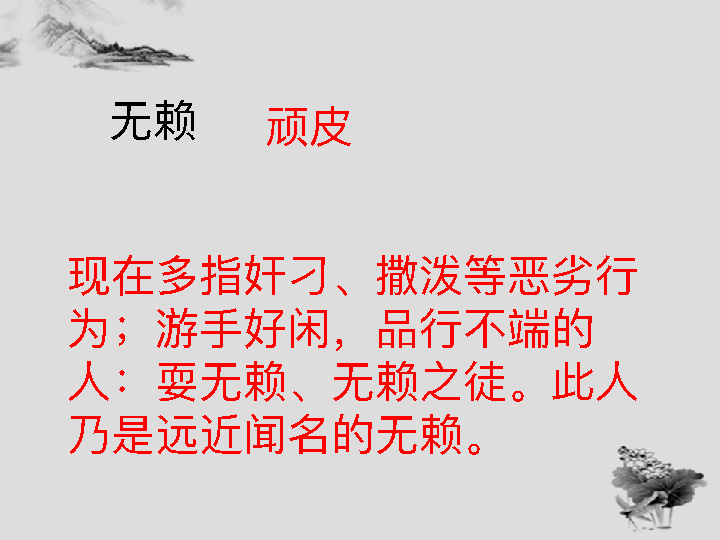 无赖 顽皮
现在多指奸刁、撒泼等恶劣行
为；游手好闲，品行不端的
人：耍无赖、无赖之徒。此人
乃是远近闻名的无赖。